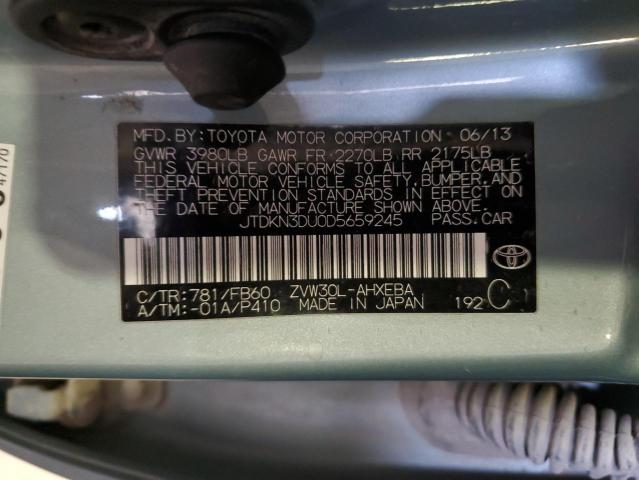 MFD. BY: TOYOTA MOTOR CORPORATION 06/13
GVWR 3980LB GAWR FR 2270LB RR 2175LB
THIS VEHICLE CONFORMS TO ALL APPLICABLE
FEDERAL MOTOR VEHICLE SAFETY, BUMPER, AND
THEFT PREVENTION STANDARDS IN EFFECT ON
THE DATE OF MANUFACTURE SHOWN ABOVE.
JTDKN3DU0D5659245 PASS. CAR
C/TR: 781/FB60 ZVW30L-AHXEBA
A/TM: -01A/P410 MADE IN JAPAN 192 C
TOYOTA
47170